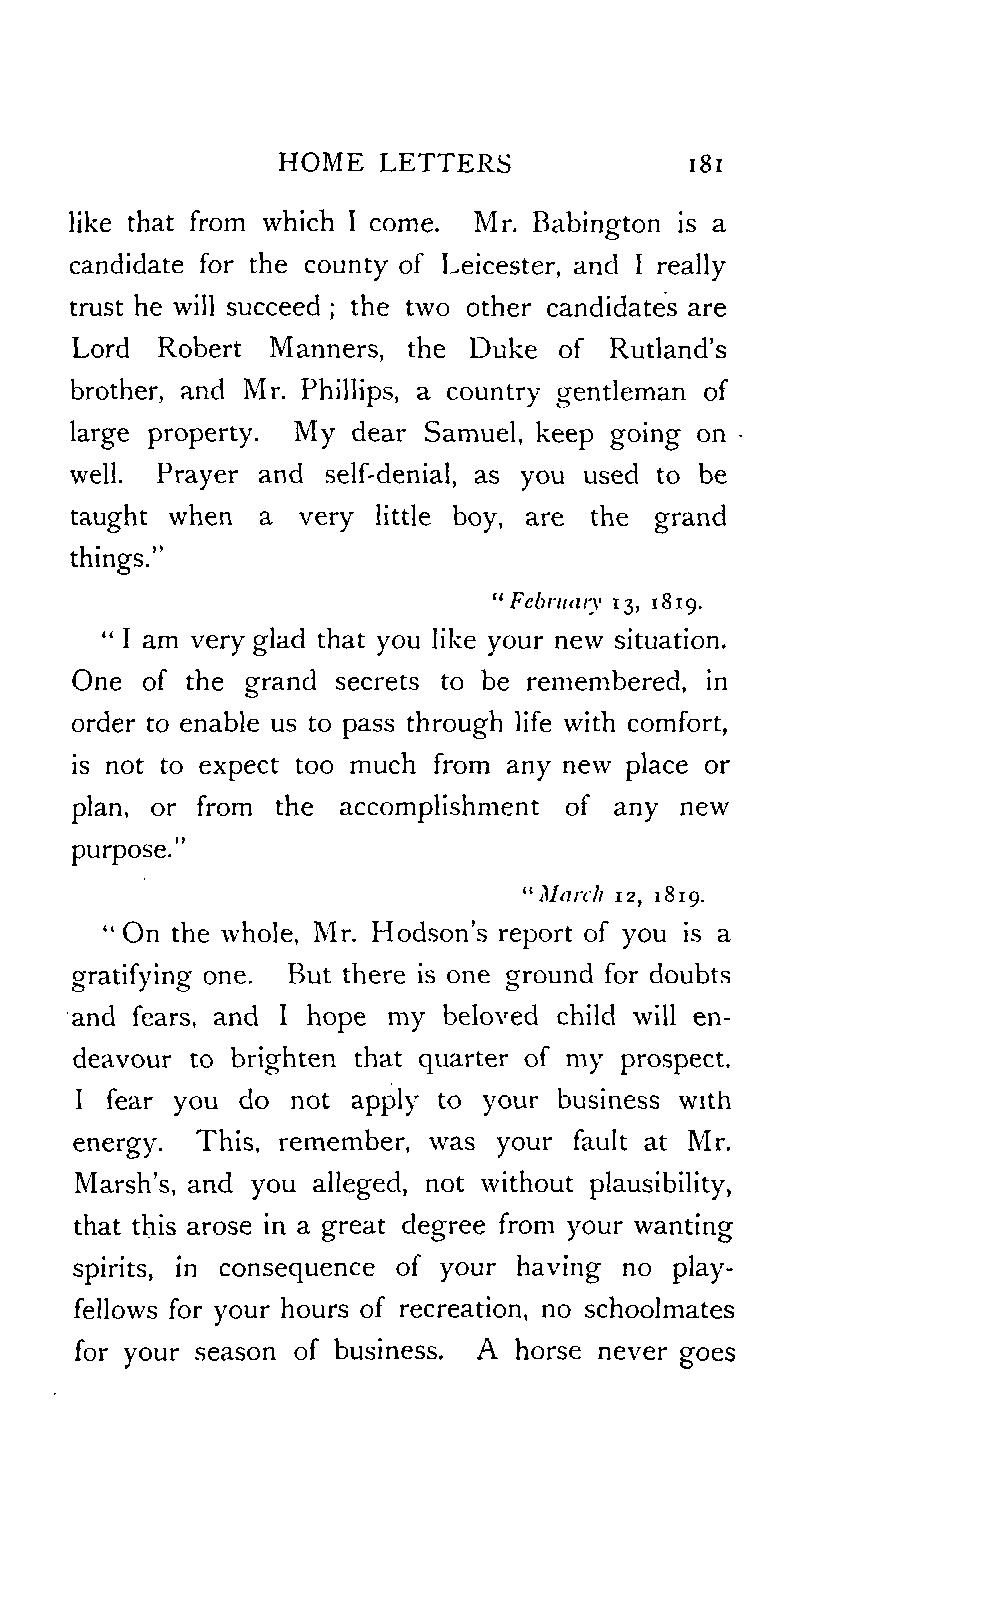 HOME LETTERS 181
like that from which I come. Mr. Babington is a
candidate for the county of Leicester, and I really
trust he will succeed ; the two other candidates are
Lord Robert Manners, the Duke of Rutland's
brother, and Mr. Phillips, a country gentleman of
large property. My dear Samuel, keep going on
well. Prayer and self-denial, as you used to be
taught when a very little boy, are the grand
things."
"February 13, 1819.
"I am very glad that you like your new situation.
One of the grand secrets to be remembered, in
order to enable us to pass through life with comfort,
is not to expect too much from any new place or
plan, or from the accomplishment of any new
purpose."
"March 12, 1819.
"On the whole, Mr. Hodson's report of you is a
gratifying one. But there is one ground for doubts
and fears, and I hope my beloved child will en-
deavour to brighten that quarter of my prospect.
I fear you do not apply to your business with
energy. This, remember, was your fault at Mr.
Marsh's, and you alleged, not without plausibility,
that this arose in a great degree from your wanting
spirits, in consequence of your having no play-
fellows for your hours of recreation, no schoolmates
for your season of business. A horse never goes